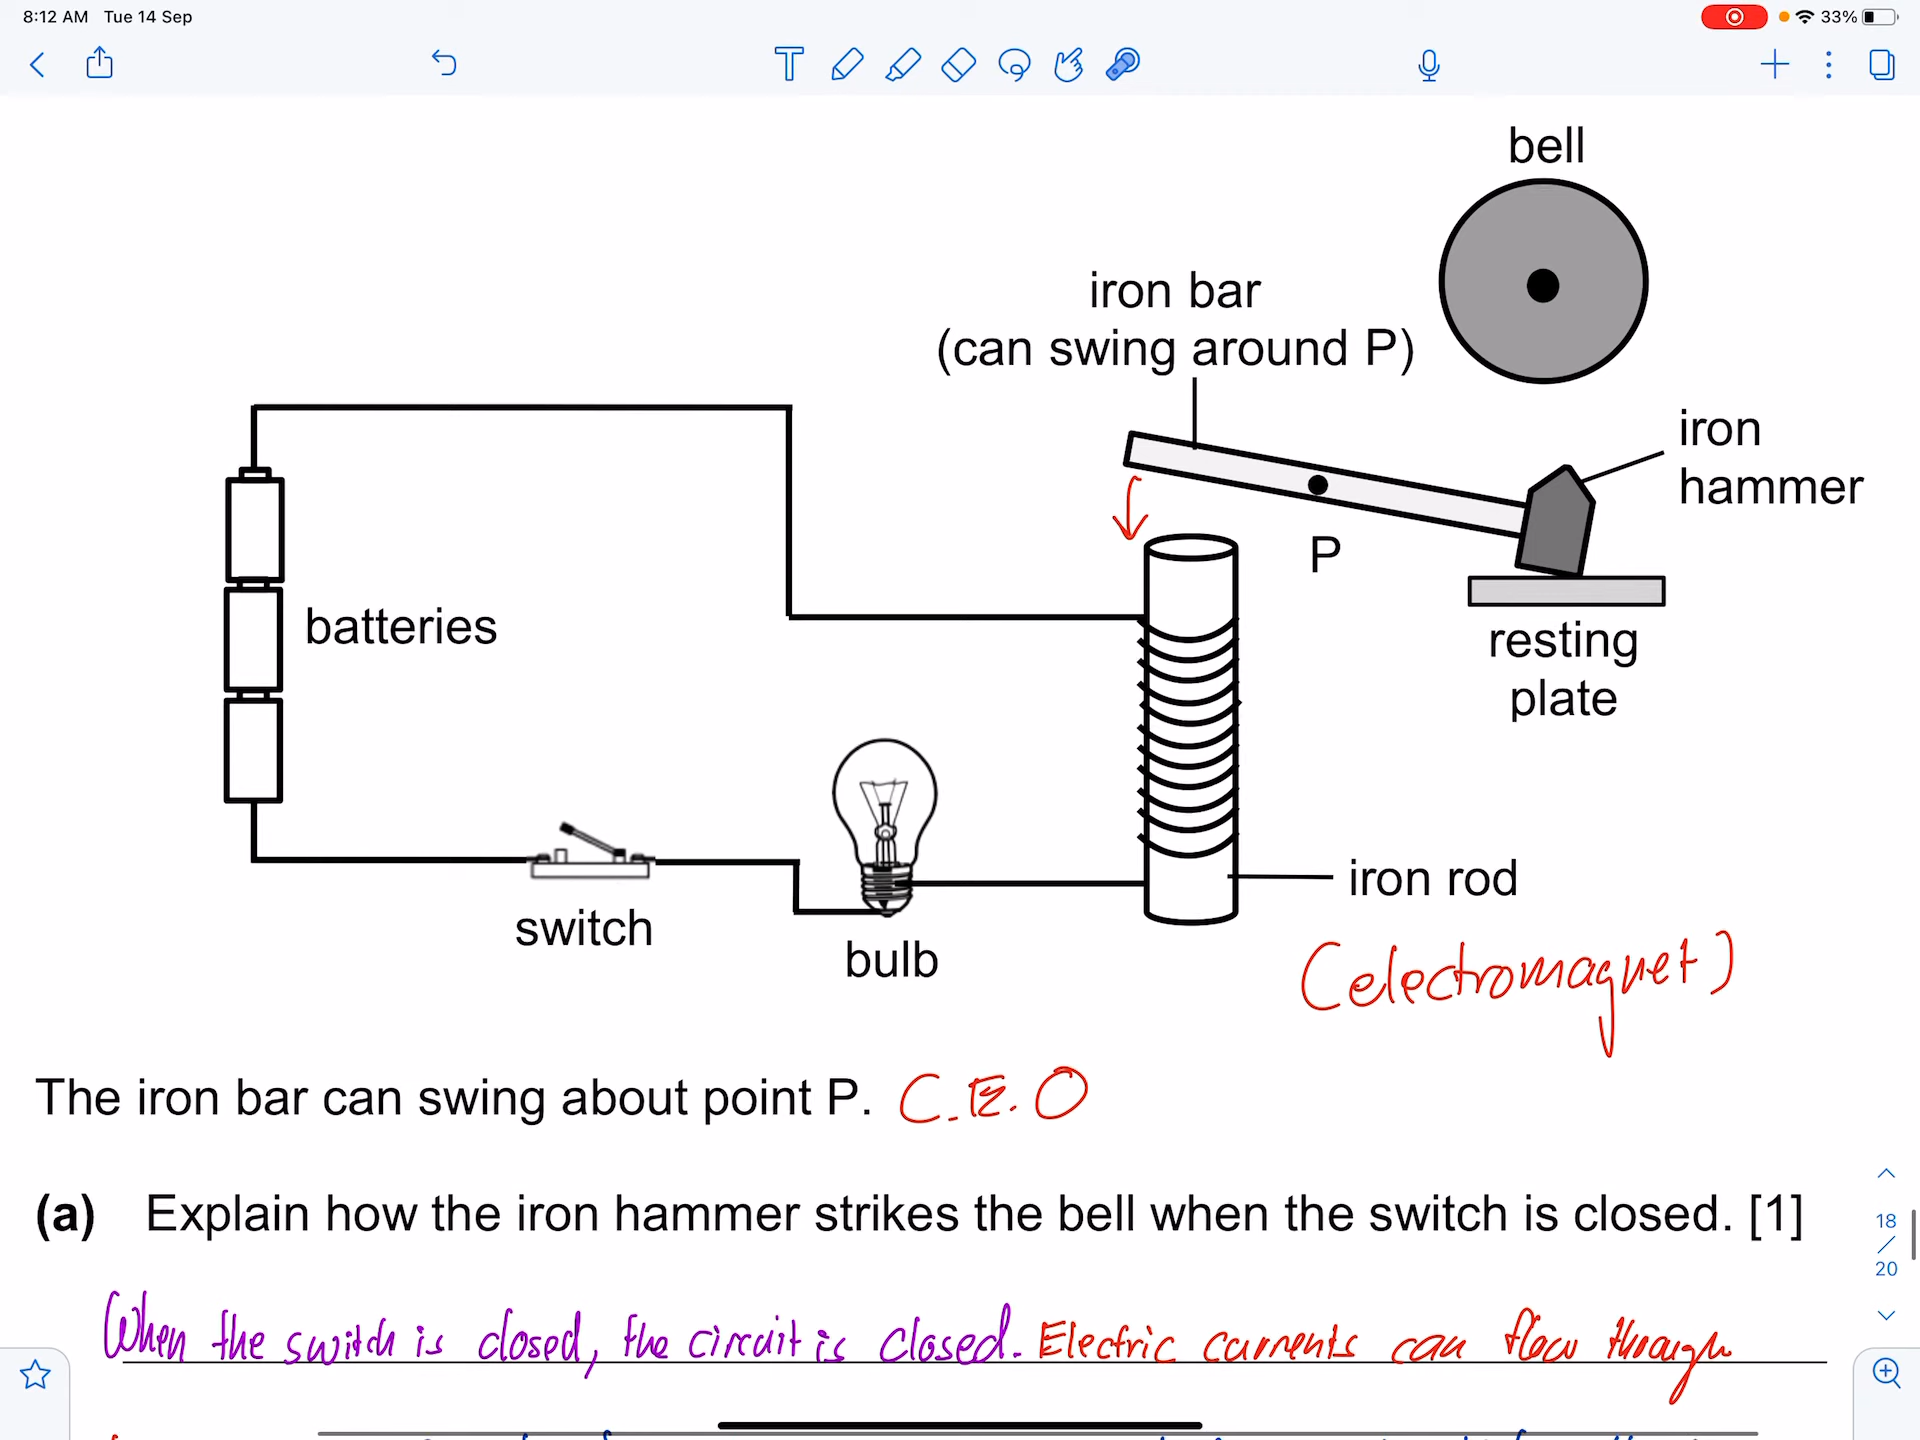 8:12 AM Tue 14 Sep
33%
bell
iron bar
(can swing around P)
iron
hammer
P
batteries
resting
plate
switch
bulb
iron rod
(electromagnet)
The iron bar can swing about point P. C.E.O
(a) Explain how the iron hammer strikes the bell when the switch is closed. [1]
18
/
20
When the switch is closed, the circuit is closed. Electric currents can flow through